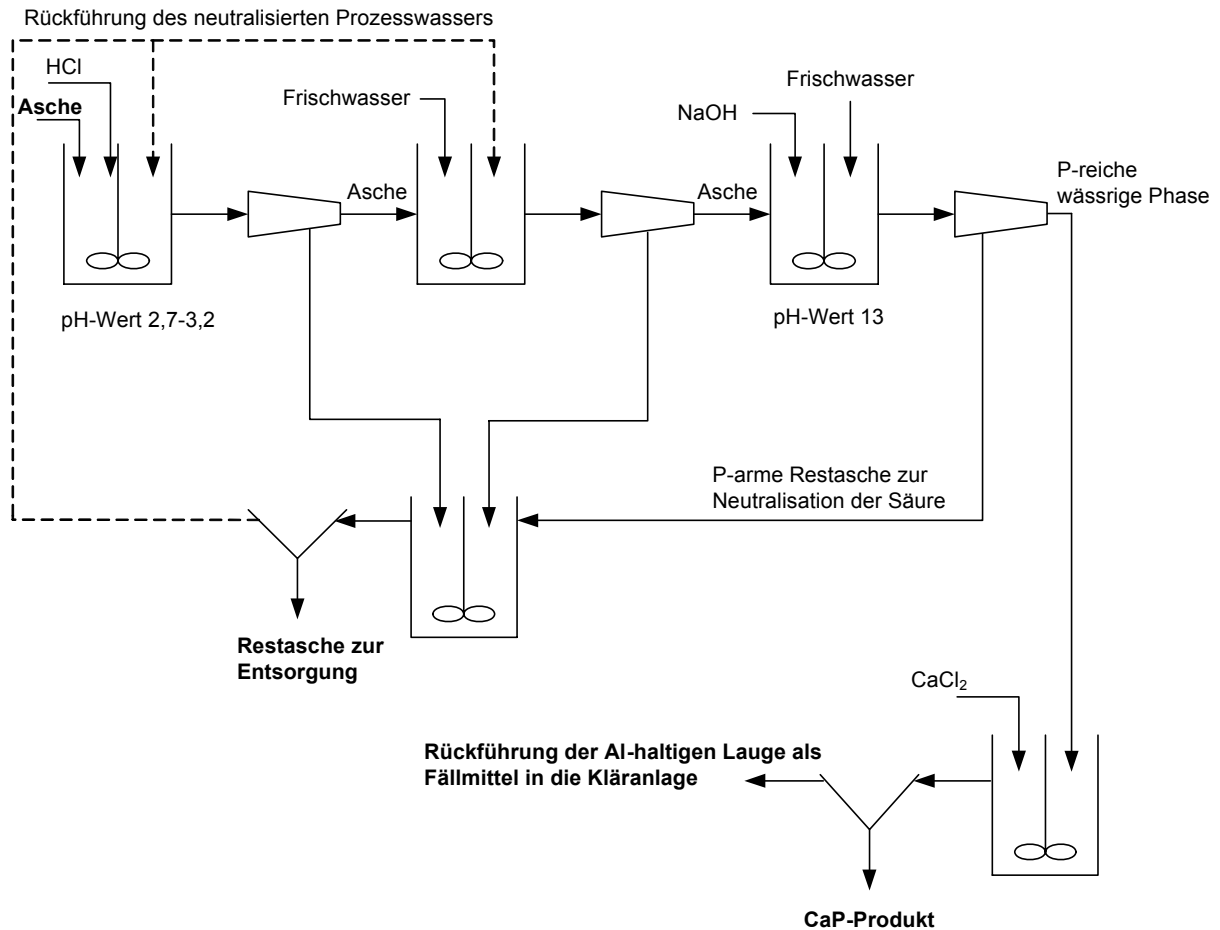 Rückführung des neutralisierten Prozesswassers
HCl
Asche
Frischwasser
NaOH
Frischwasser
Asche
Asche
P-reiche
wässrige Phase
pH-Wert 2,7-3,2
pH-Wert 13
P-arme Restasche zur
Neutralisation der Säure
Restasche zur
Entsorgung
CaCl₂
Rückführung der Al-haltigen Lauge als
Fällmittel in die Kläranlage
CaP-Produkt